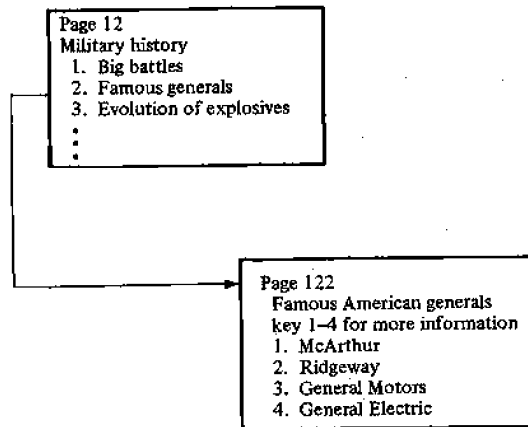 Page 12
Military history
1. Big battles
2. Famous generals
3. Evolution of explosives
Page 122
Famous American generals
key 1–4 for more information
1. McArthur
2. Ridgeway
3. General Motors
4. General Electric